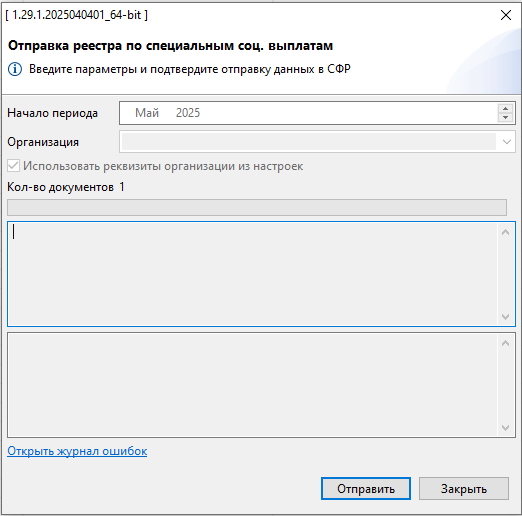 [ 1.29.1.2025040401_64-bit ]
Отправка реестра по специальным соц. выплатам
Введите параметры и подтвердите отправку данных в СФР
Начало периода Май 2025
Организация
Использовать реквизиты организации из настроек
Кол-во документов 1
Открыть журнал ошибок
Отправить Закрыть